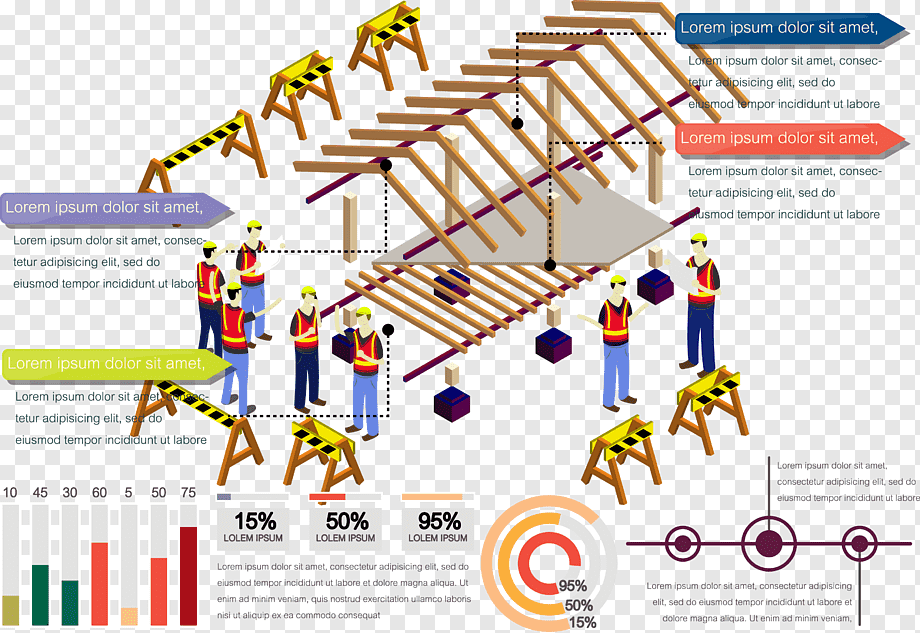 Lorem ipsum dolor sit amet,
Lorem ipsum dolor sit amet, consec-
tetur adipisicing elit, sed do
eiusmod tempor incididunt ut labore
Lorem ipsum dolor sit amet,
Lorem ipsum dolor sit amet, consec-
tetur adipisicing elit, sed do
eiusmod tempor incididunt ut labore
Lorem ipsum dolor sit amet,
Lorem ipsum dolor sit amet, consec-
tetur adipisicing elit, sed do
eiusmod tempor incididunt ut labore
Lorem ipsum dolor sit amet,
Lorem ipsum dolor sit amet, consec-
tetur adipisicing elit, sed do
eiusmod tempor incididunt ut labore
10 45 30 60 5 50 75
15% 50% 95%
LOREM IPSUM LOREM IPSUM LOREM IPSUM
Lorem ipsum dolor sit amet, consectetur adipisicing elit, sed do
eiusmod tempor incididunt ut labore et dolore magna aliqua. Ut
enim ad minim veniam, quis nostrud exercitation ullamco laboris
nisi ut aliquip ex ea commodo consequat
95%
50%
15%
Lorem ipsum dolor sit amet,
consectetur adipisicing elit, sed do
eiusmod tempor incididunt ut labore
Lorem ipsum dolor sit amet, consectetur adipisicing
elit, sed do eiusmod tempor incididunt ut labore et
dolore magna aliqua. Ut enim ad minim veniam,